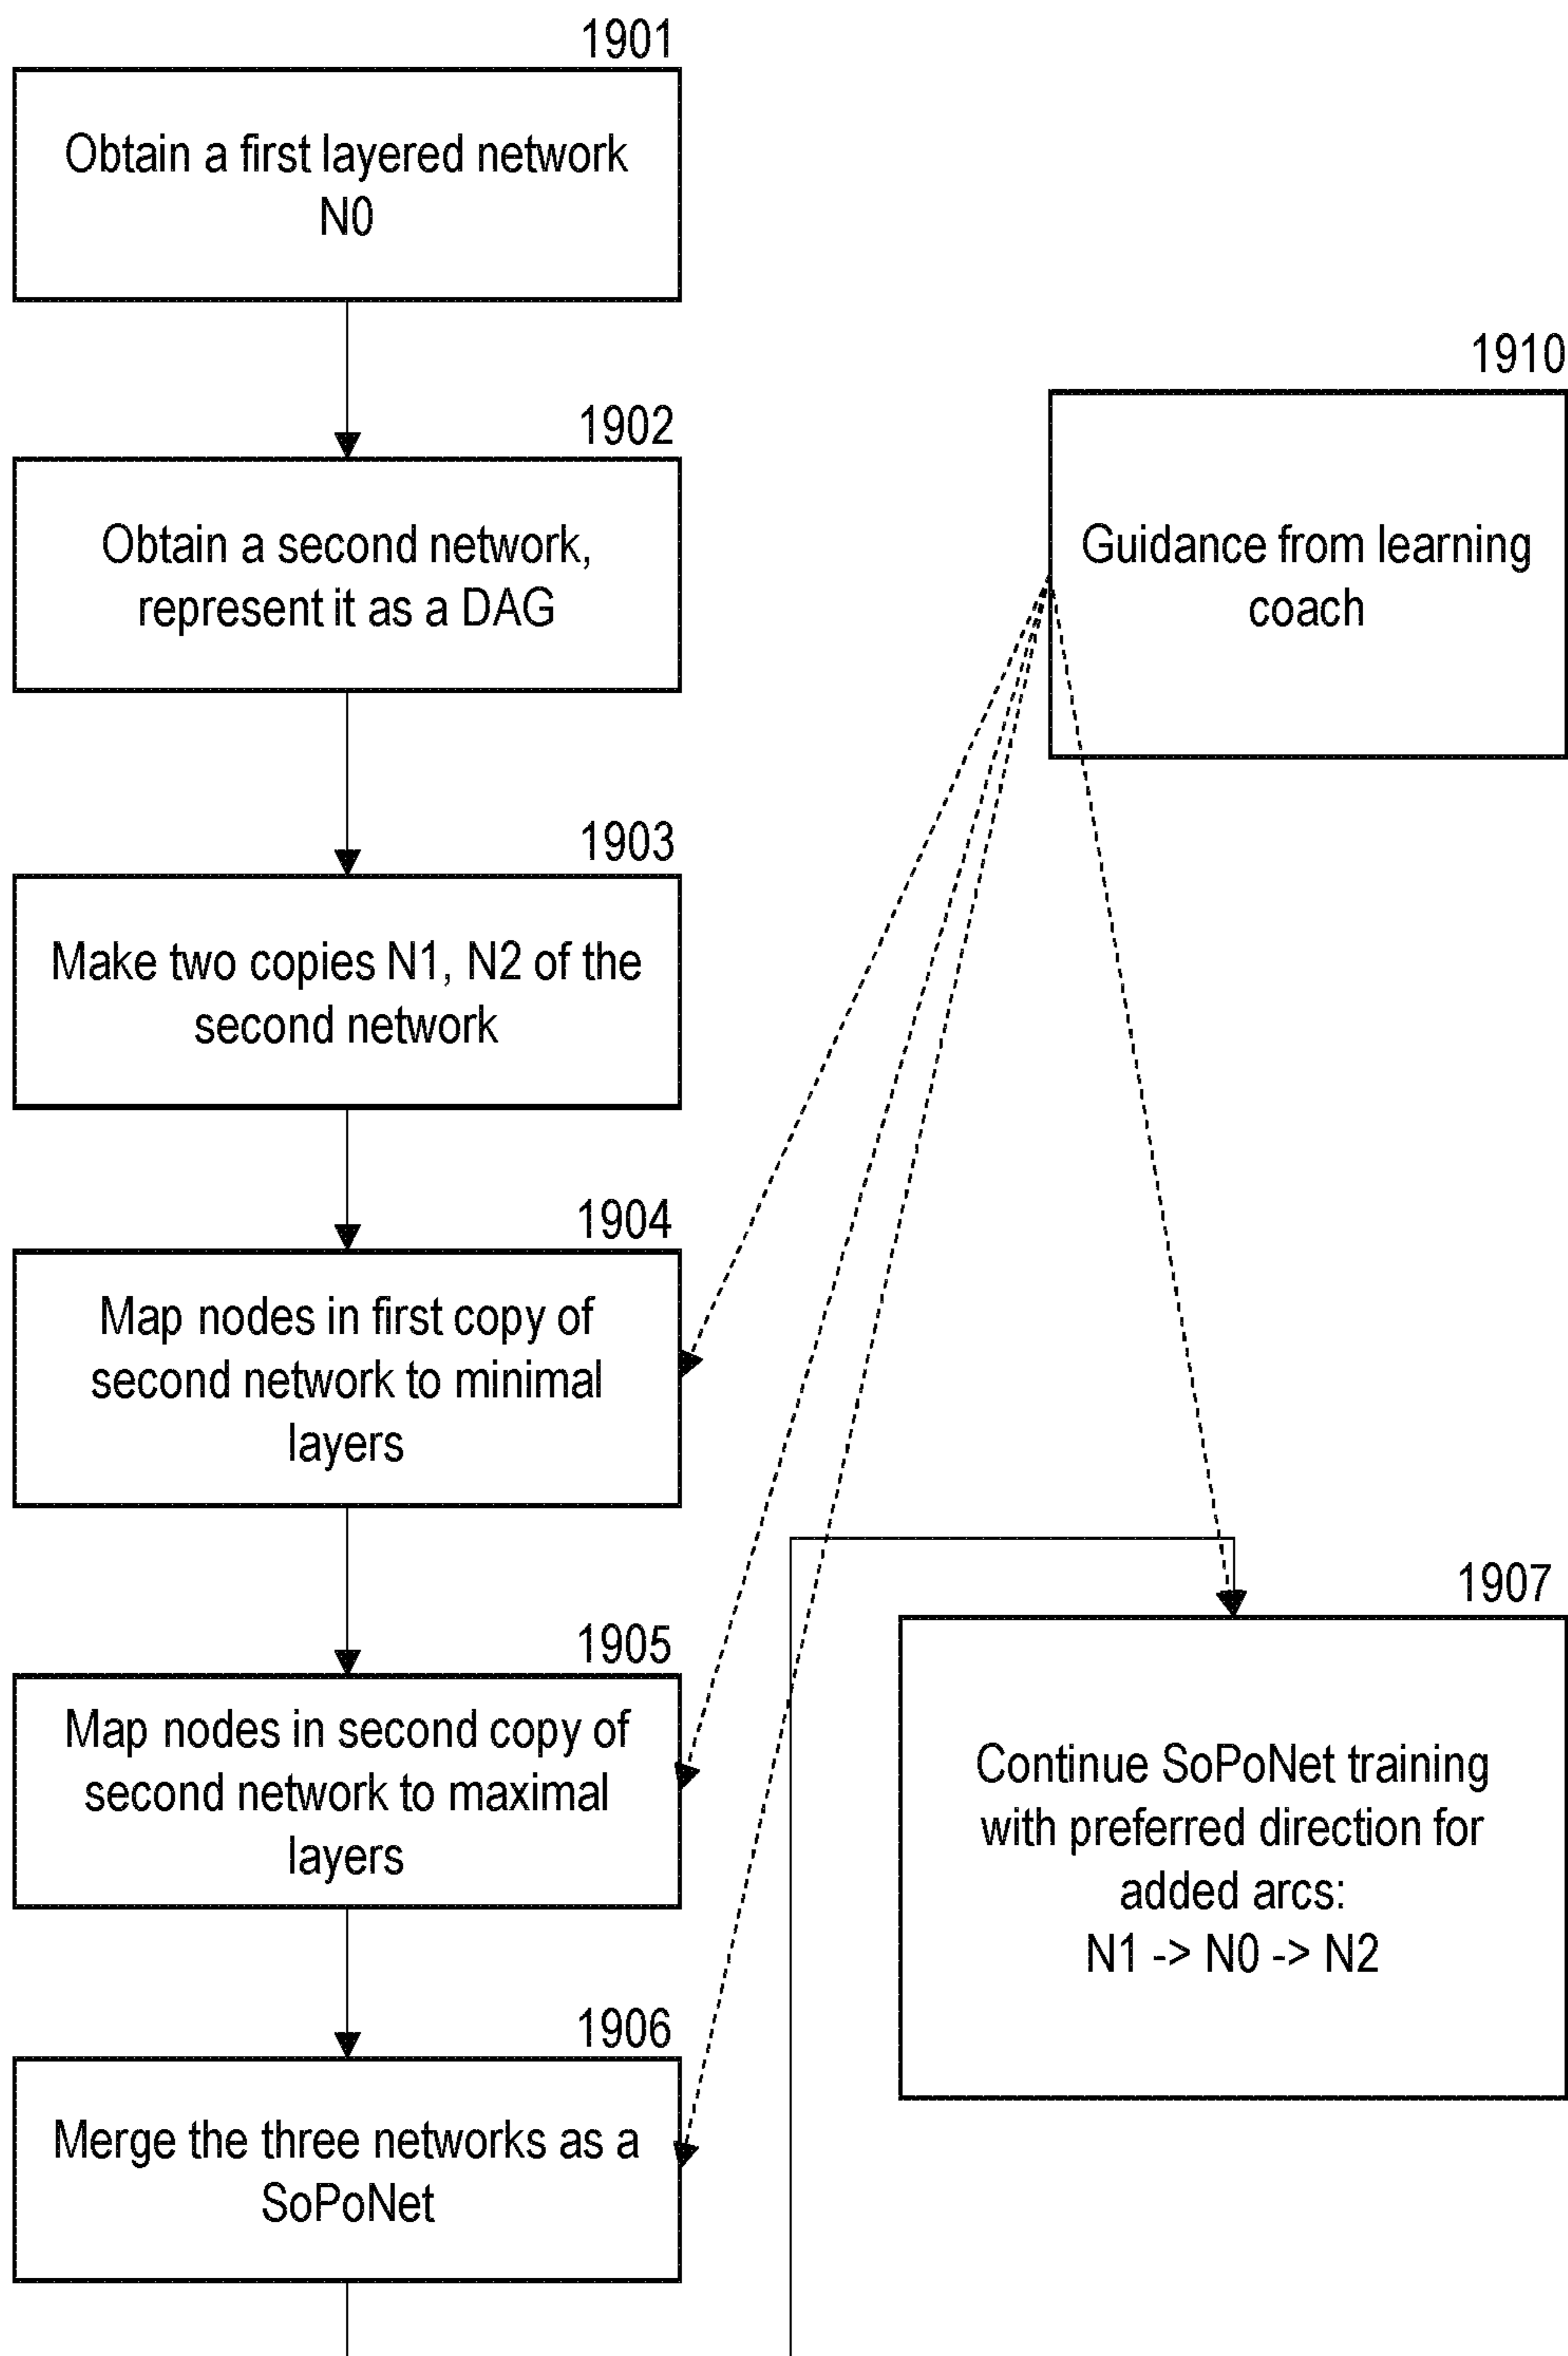 1901
Obtain a first layered network
N0
1902
Obtain a second network,
represent it as a DAG
1903
Make two copies N1, N2 of the
second network
1904
Map nodes in first copy of
second network to minimal
layers
1905
Map nodes in second copy of
second network to maximal
layers
1906
Merge the three networks as a
SoPoNet
1910
Guidance from learning
coach
1907
Continue SoPoNet training
with preferred direction for
added arcs:
N1 -> N0 -> N2